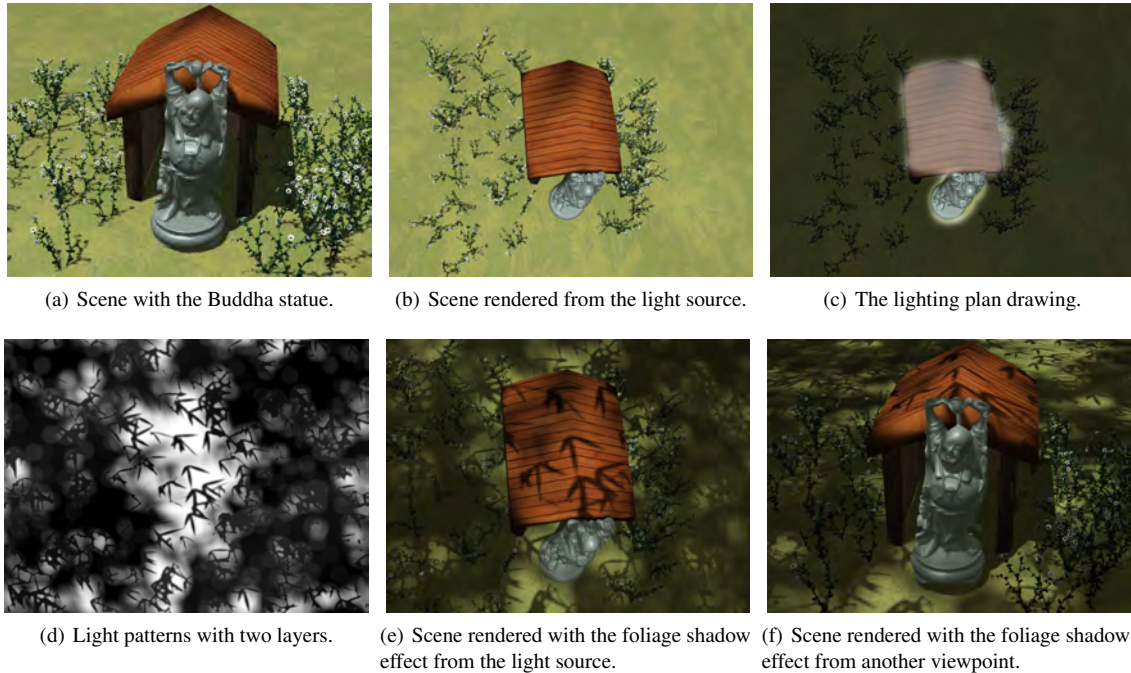 (a) Scene with the Buddha statue.
(b) Scene rendered from the light source.
(c) The lighting plan drawing.
(d) Light patterns with two layers.
(e) Scene rendered with the foliage shadow
effect from the light source.
(f) Scene rendered with the foliage shadow
effect from another viewpoint.